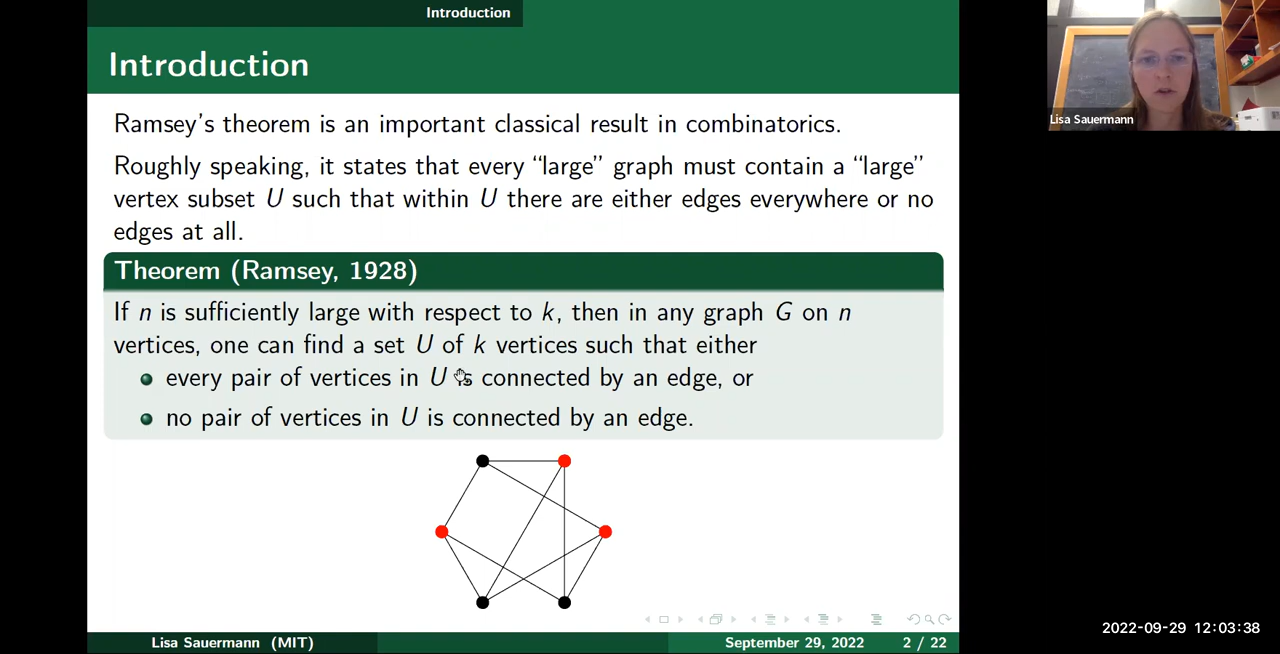 Introduction
Introduction
Ramsey's theorem is an important classical result in combinatorics.
Roughly speaking, it states that every “large” graph must contain a “large”
vertex subset U such that within U there are either edges everywhere or no
edges at all.
Theorem (Ramsey, 1928)
If n is sufficiently large with respect to k, then in any graph G on n
vertices, one can find a set U of k vertices such that either
every pair of vertices in U is connected by an edge, or
no pair of vertices in U is connected by an edge.
Lisa Sauermann (MIT)
September 29, 2022
2 / 22
Lisa Sauermann
2022-09-29 12:03:38